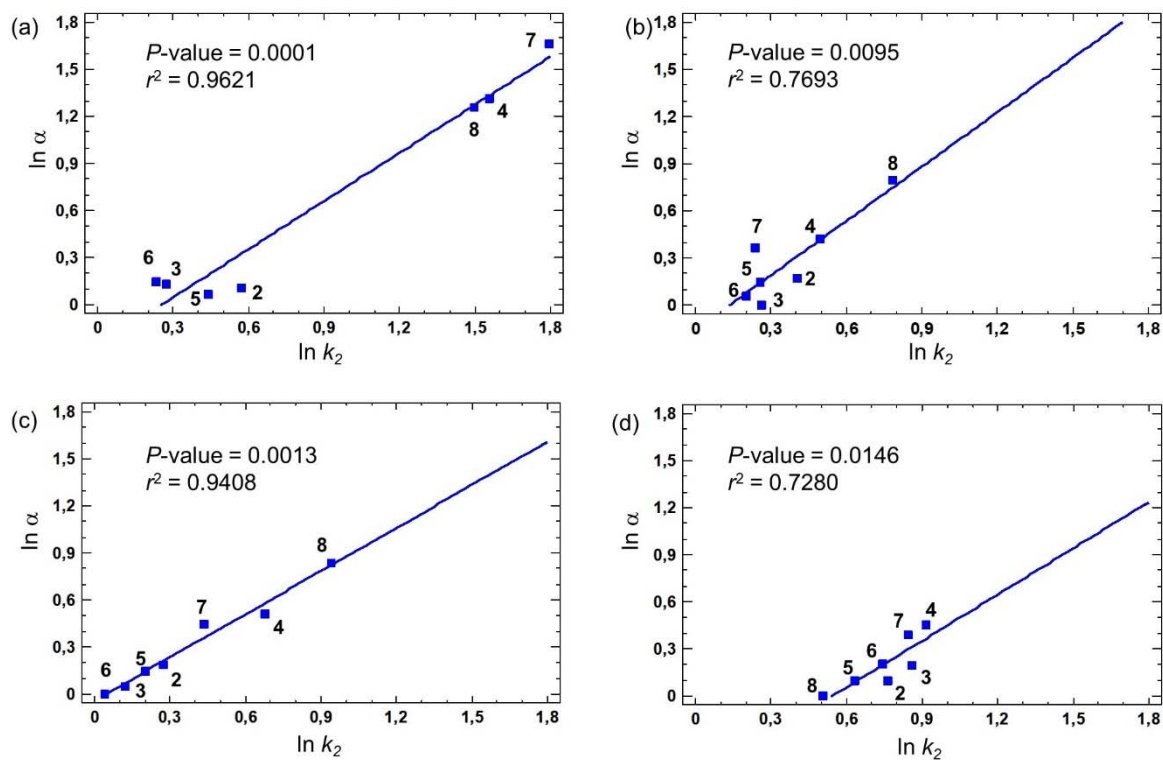 (a)
P-value = 0.0001
r² = 0.9621
7
8
4
6
3
5
2
ln α
1,8
1,5
1,2
0,9
0,6
0,3
0
0 0,3 0,6 0,9 1,2 1,5 1,8
ln k₂
(b)
P-value = 0.0095
r² = 0.7693
8
7
4
5
2
6
3
ln α
1,8
1,5
1,2
0,9
0,6
0,3
0
0 0,3 0,6 0,9 1,2 1,5 1,8
ln k₂
(c)
P-value = 0.0013
r² = 0.9408
8
7
4
6
5
2
3
ln α
1,8
1,5
1,2
0,9
0,6
0,3
0
0 0,3 0,6 0,9 1,2 1,5 1,8
ln k₂
(d)
P-value = 0.0146
r² = 0.7280
4
7
6
5
3
8
2
ln α
1,8
1,5
1,2
0,9
0,6
0,3
0
0 0,3 0,6 0,9 1,2 1,5 1,8
ln k₂